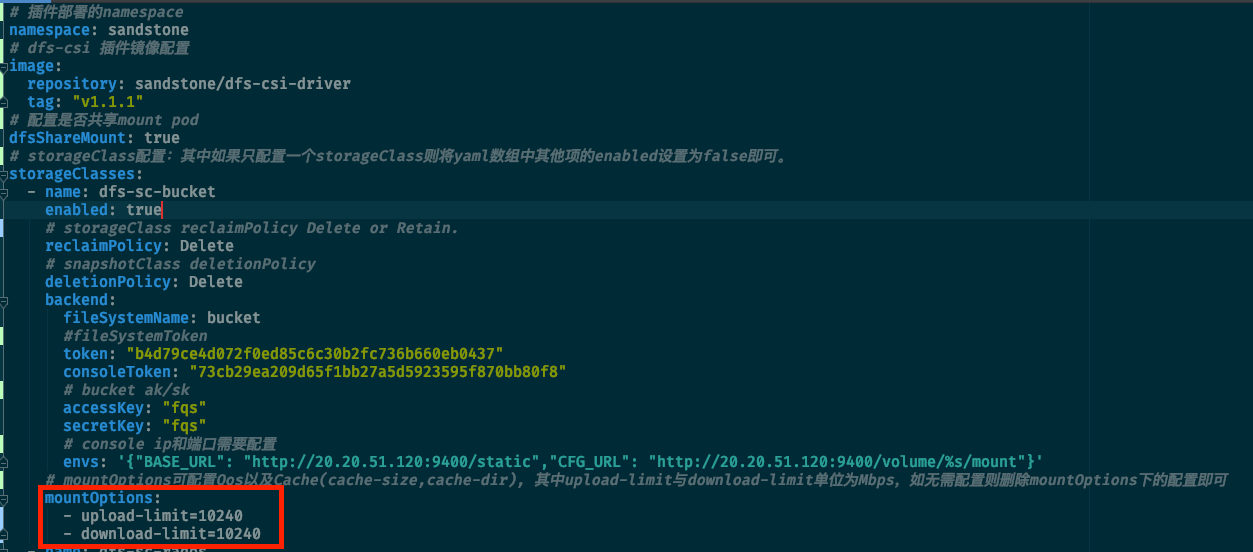 # 插件部署的namespace
namespace: sandstone
# dfs-csi 插件镜像配置
image:
  repository: sandstone/dfs-csi-driver
  tag: "v1.1.1"
# 配置是否共享mount pod
dfsShareMount: true
# storageClass配置：其中如果只配置一个storageClass则将yaml数组中其他项的enabled设置为false即可。
storageClasses:
  - name: dfs-sc-bucket
    enabled: true
    # storageClass reclaimPolicy Delete or Retain.
    reclaimPolicy: Delete
    # snapshotClass deletionPolicy
    deletionPolicy: Delete
    backend:
      fileSystemName: bucket
      #fileSystemToken
      token: "b4d79ce4d072f0ed85c6c30b2fc736b660eb0437"
      consoleToken: "73cb29ea209d65f1bb27a5d5923595f870bb80f8"
      # bucket ak/sk
      accessKey: "fqs"
      secretKey: "fqs"
      # console ip和端口需要配置
      envs: '{"BASE_URL": "http://20.20.51.120:9400/static","CFG_URL": "http://20.20.51.120:9400/volume/%s/mount"}'
    # mountOptions可配置Qos以及Cache(cache-size,cache-dir)，其中upload-limit与download-limit单位为Mbps，如无需配置则删除mountOptions下的配置即可
    mountOptions:
      - upload-limit=10240
      - download-limit=10240
  - name: